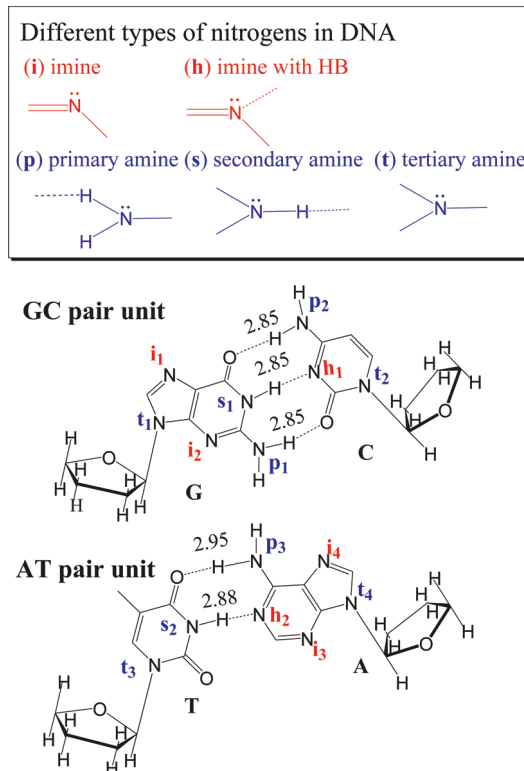 Different types of nitrogens in DNA
(i) imine (h) imine with HB
N N
(p) primary amine (s) secondary amine (t) tertiary amine
H N H
N H
N
GC pair unit
H
p2
2.85 H N
O
i1 2.85
N h1 t2
s1 N H N N
N 2.85 O
t1 i2 N N H
p1
H
G C
O H H H H H H
H H H O H H
AT pair unit
H
p3
2.95 N i4
O H N
2.88 t4
s2 N H N h2 N
t3 N O N i3
T A
H O H H H H H
H H H O H H